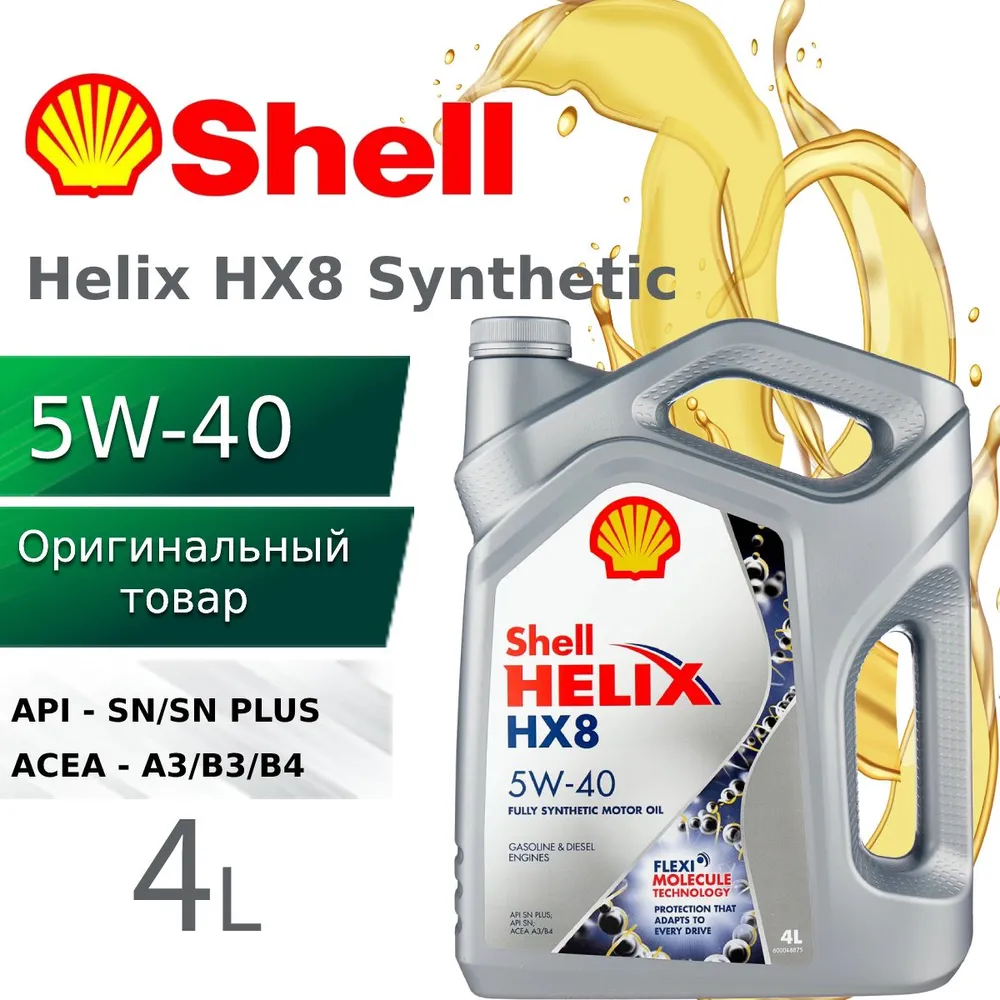 Shell
Helix HX8 Synthetic
5W-40
Оригинальный
товар
API - SN/SN PLUS
ACEA - A3/B3/B4
4L
Shell
HELIX
HX8
5W-40
FULLY SYNTHETIC MOTOR OIL
GASOLINE & DIESEL
ENGINES
FLEXI
MOLECULE
TECHNOLOGY
PROTECTION THAT
ADAPTS TO
EVERY DRIVE
API SN PLUS;
API SN;
ACEA A3/B4
4L
600048875